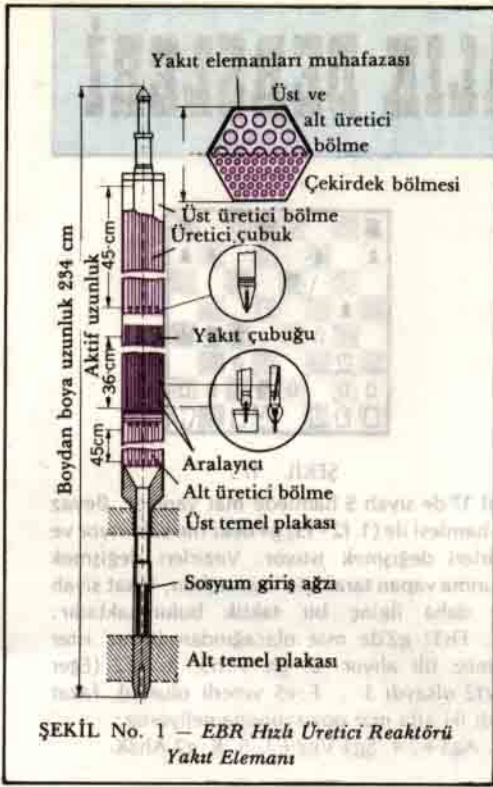 Yakıt elemanları muhafazası
Üst ve
alt üretici
bölme
Çekirdek bölmesi
Üst üretici bölme
Üretici çubuk
Boydan boya uzunluk 234 cm
Aktif uzunluk
45 cm
36 cm
45cm
Yakıt çubuğu
Aralayıcı
Alt üretici bölme
Üst temel plakası
Sosyum giriş ağzı
Alt temel plakası
ŞEKİL No. 1 — EBR Hızlı Üretici Reaktörü
Yakıt Elemanı